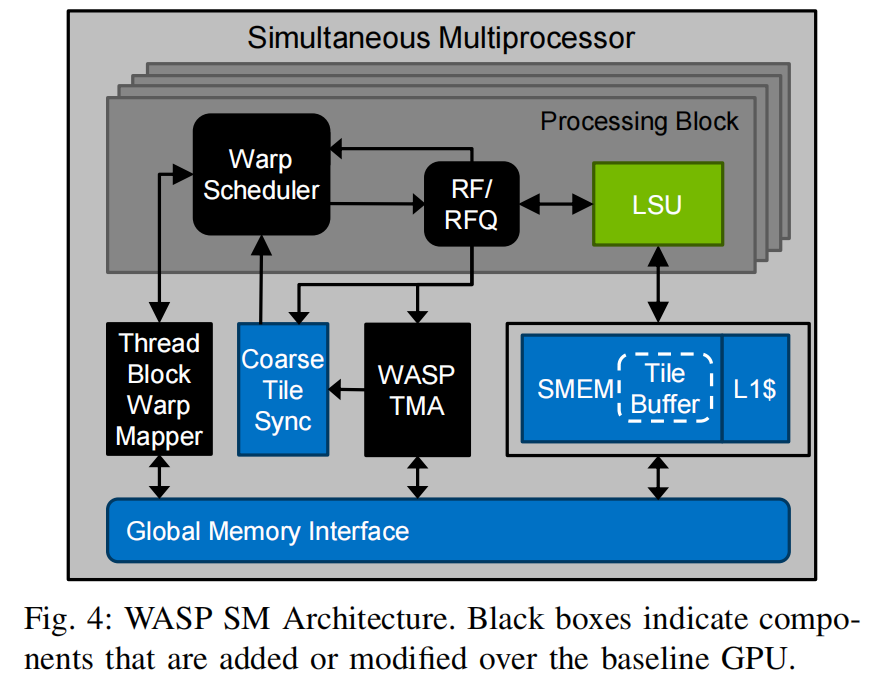 Simultaneous Multiprocessor
Processing Block
Warp
Scheduler
RF/
RFQ
LSU
Thread
Block
Warp
Mapper
Coarse
Tile
Sync
WASP
TMA
SMEM
Tile
Buffer
L1$
Global Memory Interface
Fig. 4: WASP SM Architecture. Black boxes indicate compo-
nents that are added or modified over the baseline GPU.